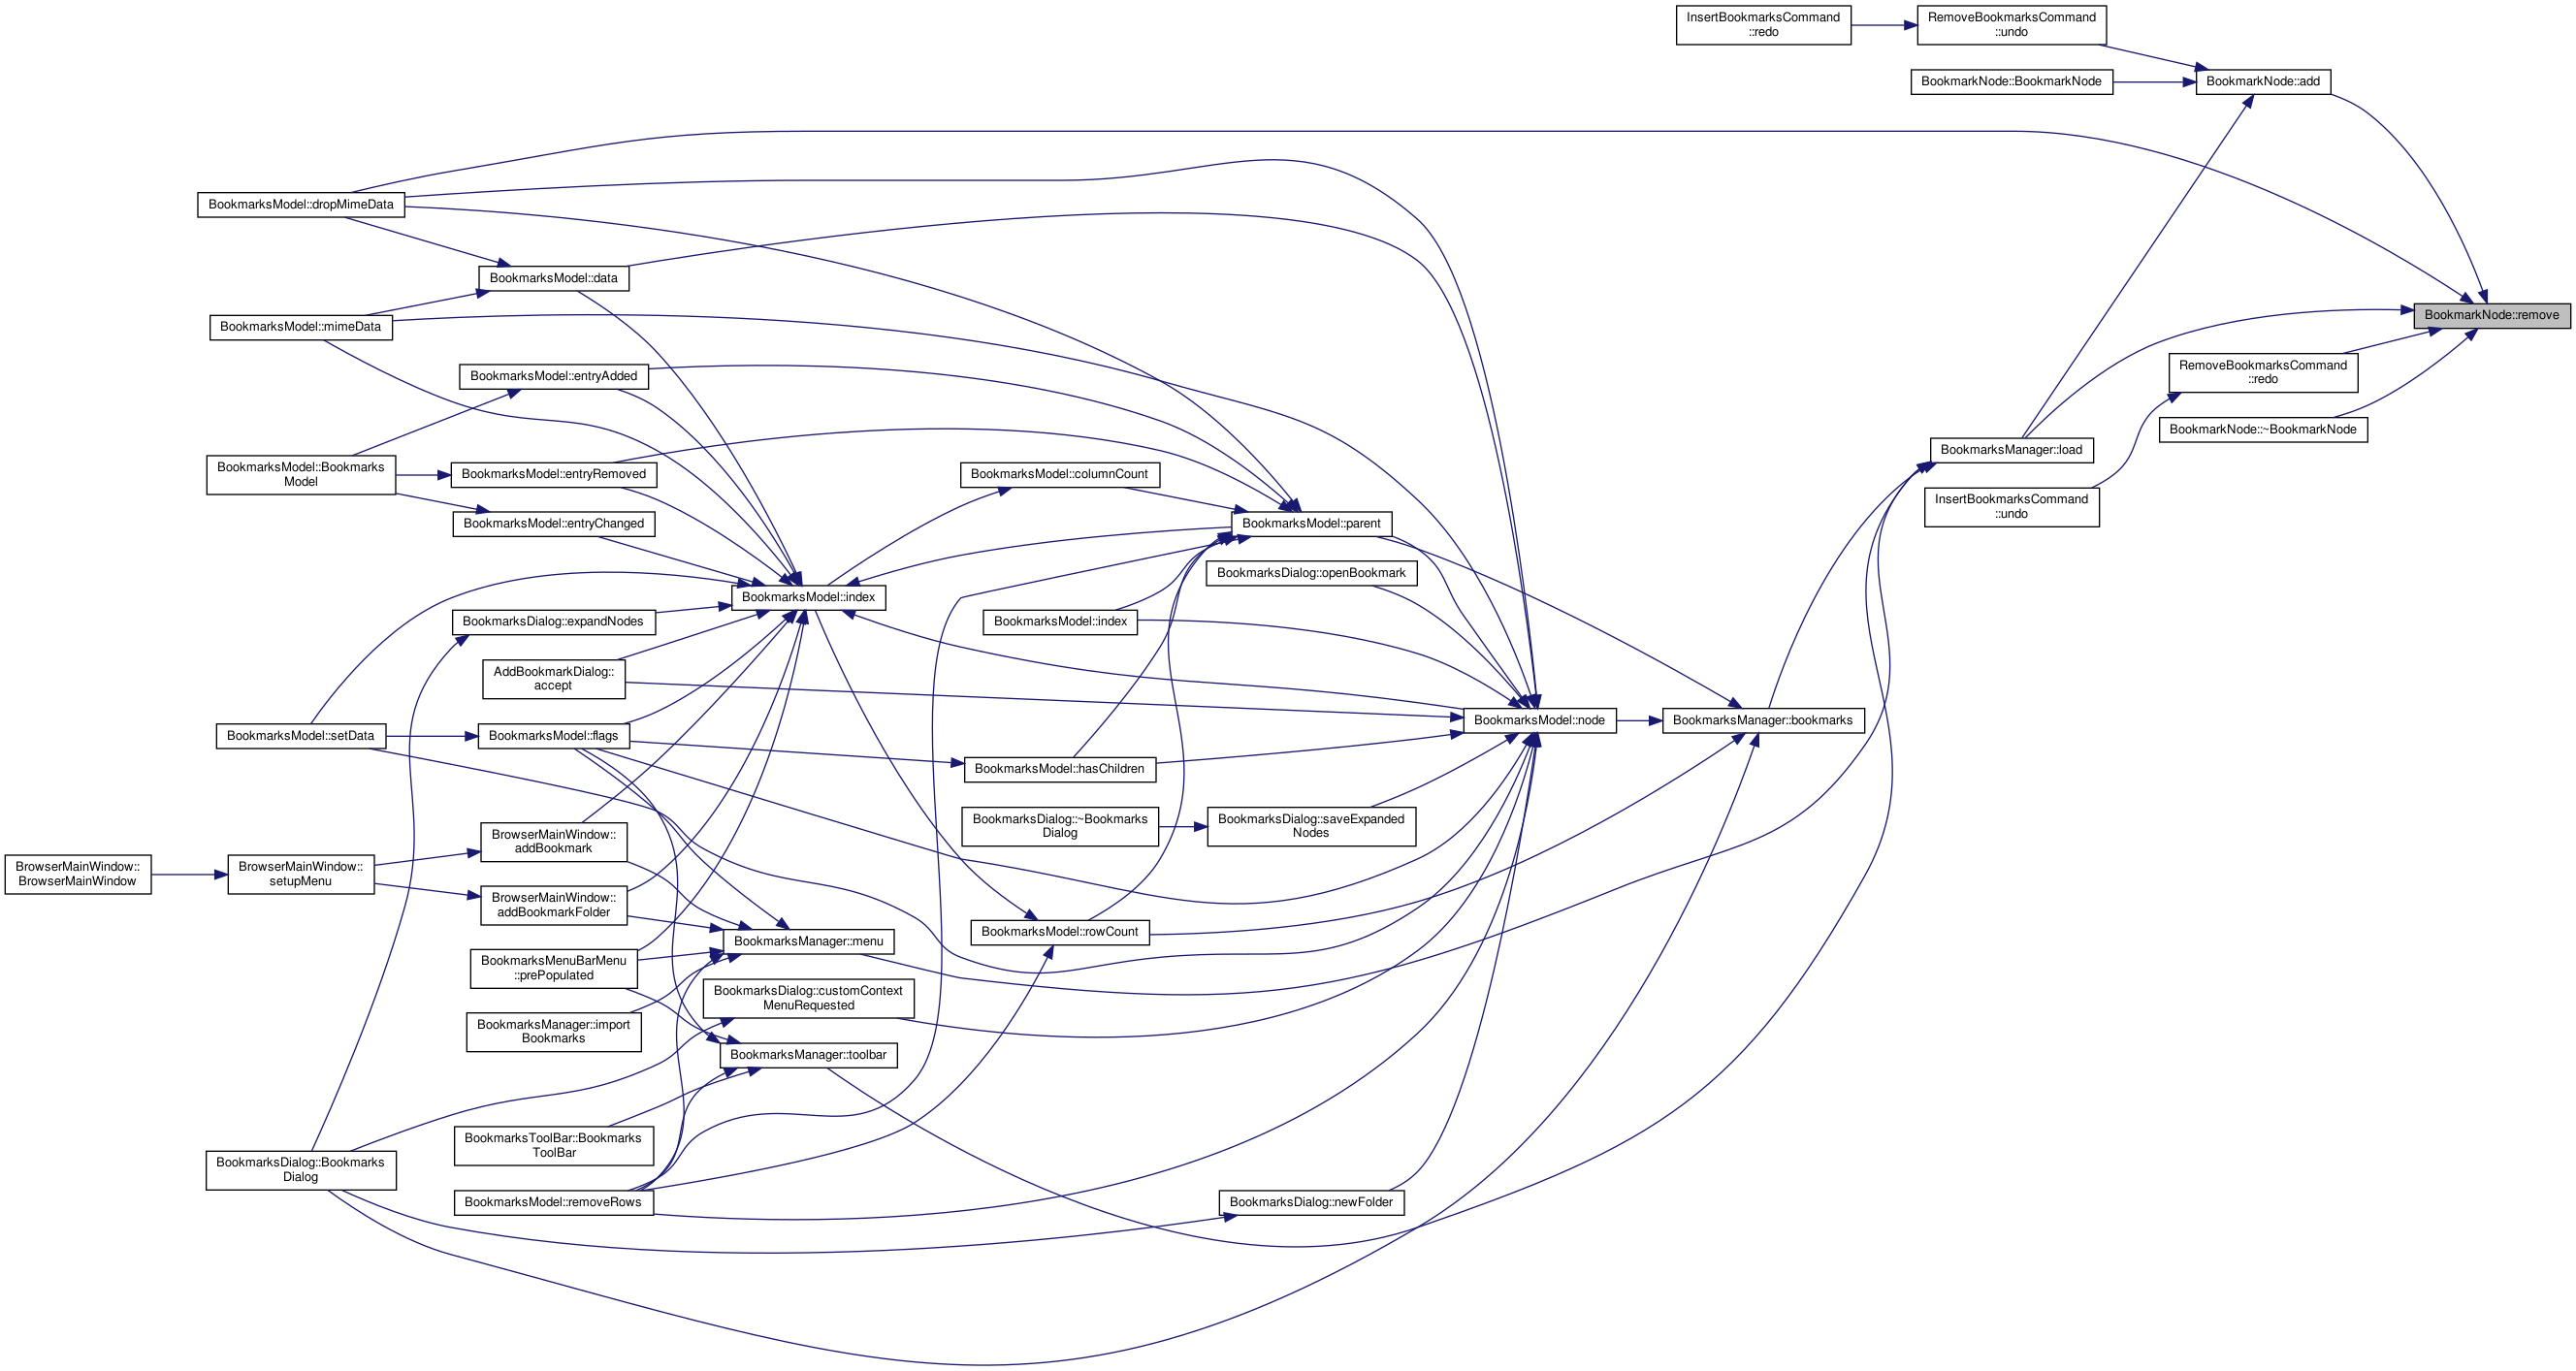 InsertBookmarksCommand
::redo
RemoveBookmarksCommand
::undo
BookmarkNode::BookmarkNode
BookmarkNode::add
BookmarksModel::dropMimeData
BookmarksModel::data
BookmarksModel::mimeData
BookmarkNode::remove
BookmarksModel::entryAdded
RemoveBookmarksCommand
::redo
BookmarkNode::~BookmarkNode
BookmarksManager::load
BookmarksModel::Bookmarks
Model
BookmarksModel::entryRemoved
BookmarksModel::columnCount
InsertBookmarksCommand
::undo
BookmarksModel::entryChanged
BookmarksModel::parent
BookmarksDialog::openBookmark
BookmarksModel::index
BookmarksDialog::expandNodes
BookmarksModel::index
AddBookmarkDialog::
accept
BookmarksModel::node
BookmarksManager::bookmarks
BookmarksModel::setData
BookmarksModel::flags
BookmarksModel::hasChildren
BookmarksDialog::~Bookmarks
Dialog
BookmarksDialog::saveExpanded
Nodes
BrowserMainWindow::
addBookmark
BrowserMainWindow::
BrowserMainWindow
BrowserMainWindow::
setupMenu
BrowserMainWindow::
addBookmarkFolder
BookmarksManager::menu
BookmarksModel::rowCount
BookmarksMenuBarMenu
::prePopulated
BookmarksDialog::customContext
MenuRequested
BookmarksManager::import
Bookmarks
BookmarksManager::toolbar
BookmarksToolBar::Bookmarks
ToolBar
BookmarksDialog::Bookmarks
Dialog
BookmarksModel::removeRows
BookmarksDialog::newFolder